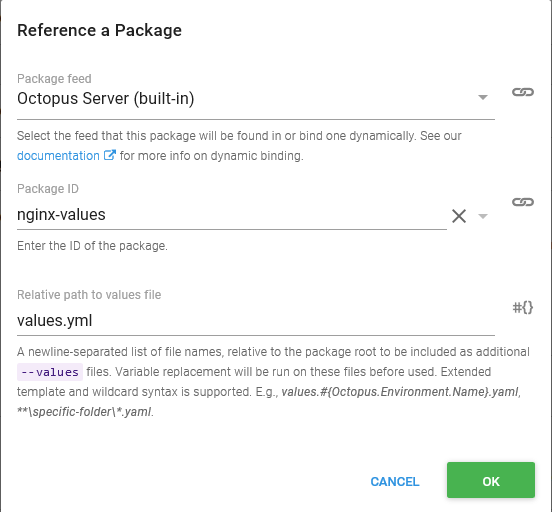 Reference a Package
Package feed
Octopus Server (built-in)
Select the feed that this package will be found in or bind one dynamically. See our
documentation for more info on dynamic binding.
Package ID
nginx-values
Enter the ID of the package.
Relative path to values file
values.yml
#{}
A newline-separated list of file names, relative to the package root to be included as additional
--values files. Variable replacement will be run on these files before used. Extended
template and wildcard syntax is supported. E.g., values.#{Octopus.Environment.Name}.yaml,
**\specific-folder\*.yaml.
CANCEL
OK